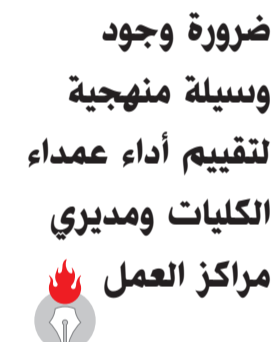 ضرورة وجود
وسيلة منهجية
لتقييم أداء عمداء
الكليات ومديري
مراكز العمل